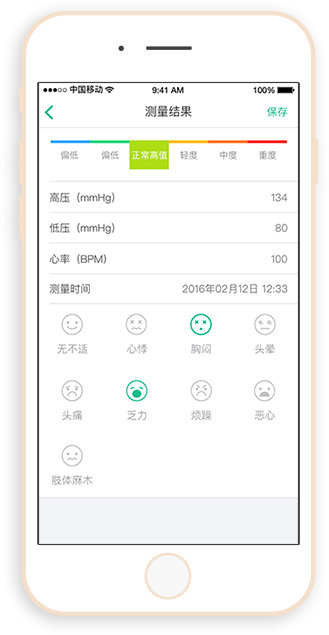 中国移动 9:41 AM 100%
测量结果 保存
偏低 偏低 正常高值 轻度 中度 重度
高压（mmHg） 134
低压（mmHg） 80
心率（BPM） 100
测量时间 2016年02月12日 12:33
无不适 心悸 胸闷 头晕
头痛 乏力 烦躁 恶心
肢体麻木